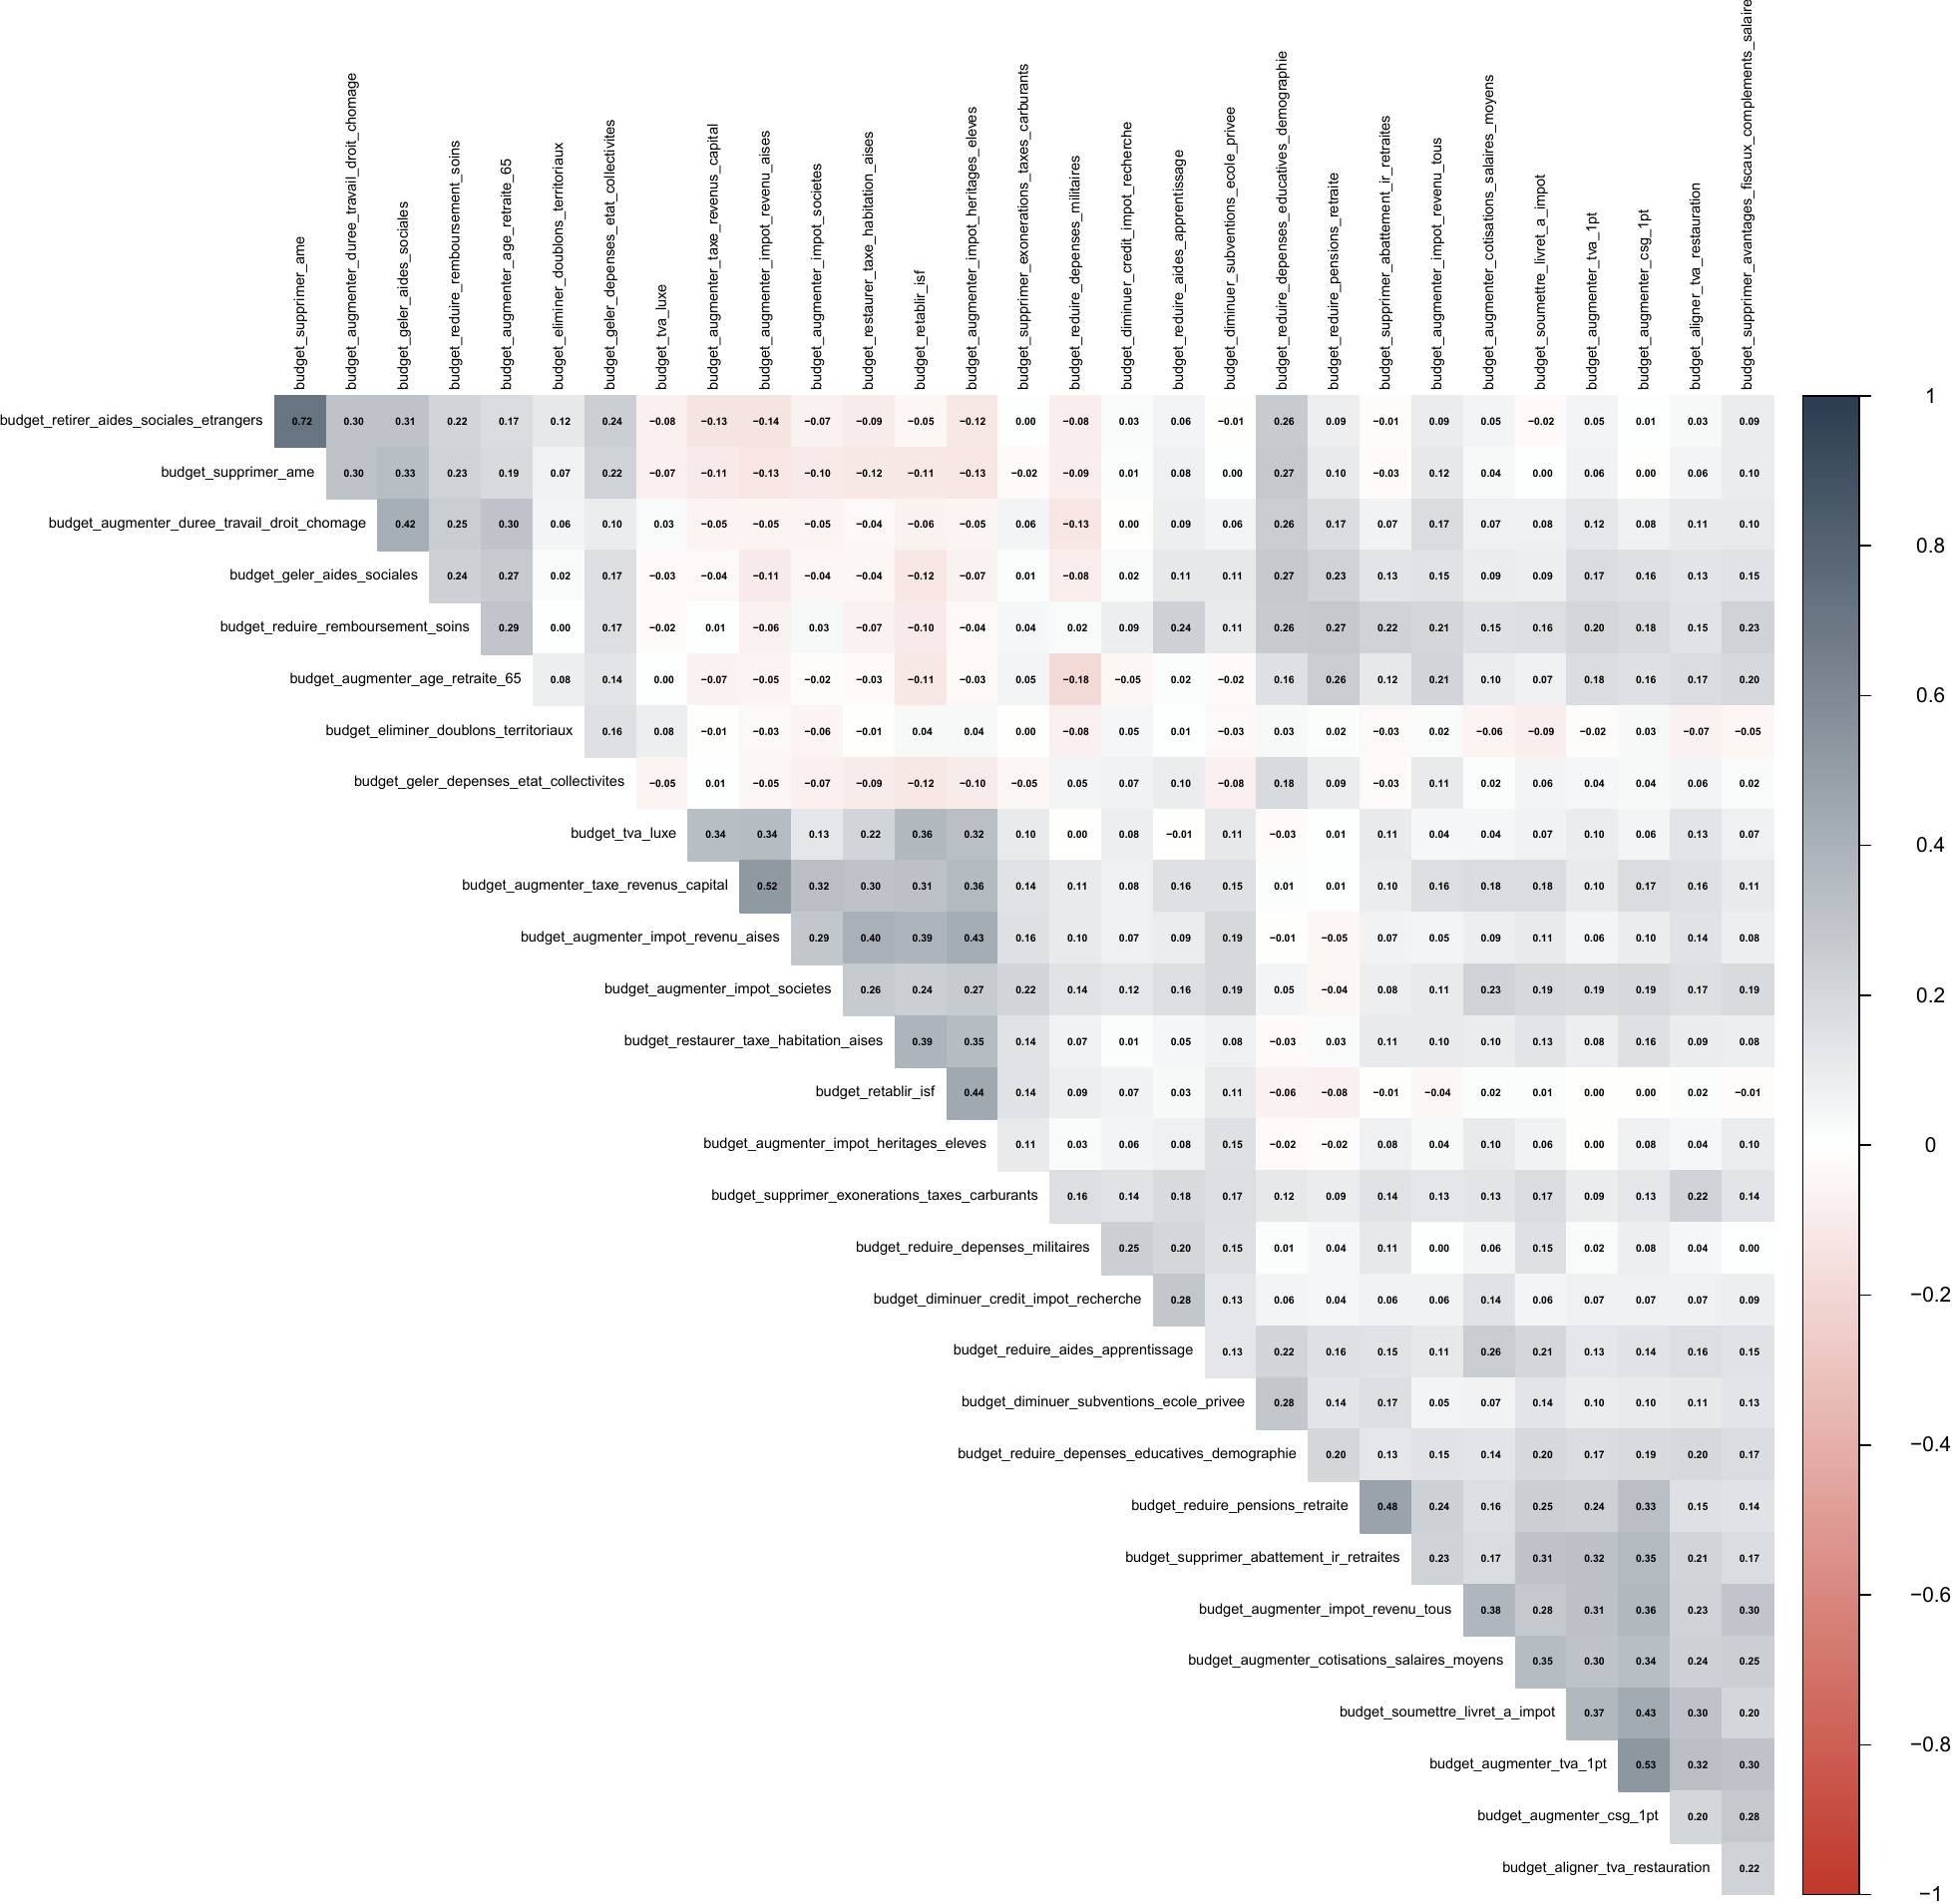 budget_supprimer_ame
budget_augmenter_duree_travail_droit_chomage
budget_geler_aides_sociales
budget_reduire_remboursement_soins
budget_augmenter_age_retraite_65
budget_eliminer_doublons_territoriaux
budget_geler_depenses_etat_collectivites
budget_tva_luxe
budget_augmenter_taxe_revenus_capital
budget_augmenter_impot_revenu_aises
budget_augmenter_impot_societes
budget_restaurer_taxe_habitation_aises
budget_retablir_isf
budget_augmenter_impot_heritages_eleves
budget_supprimer_exonerations_taxes_carburants
budget_reduire_depenses_militaires
budget_diminuer_credit_impot_recherche
budget_reduire_aides_apprentissage
budget_diminuer_subventions_ecole_privee
budget_reduire_depenses_educatives_demographie
budget_reduire_pensions_retraite
budget_supprimer_abattement_ir_retraites
budget_augmenter_impot_revenu_tous
budget_augmenter_cotisations_salaires_moyens
budget_soumettre_livret_a_impot
budget_augmenter_tva_1pt
budget_augmenter_csg_1pt
budget_aligner_tva_restauration
budget_supprimer_avantages_fiscaux_complements_salaire
budget_retirer_aides_sociales_etrangers 0.72 0.30 0.31 0.22 0.17 0.12 0.24 −0.08 −0.13 −0.14 −0.07 −0.09 −0.05 −0.12 0.00 −0.08 0.03 0.06 −0.01 0.26 0.09 −0.01 0.09 0.05 −0.02 0.05 0.01 0.03 0.09
budget_supprimer_ame 0.30 0.33 0.23 0.19 0.07 0.22 −0.07 −0.11 −0.13 −0.10 −0.12 −0.11 −0.13 −0.02 −0.09 0.01 0.08 0.00 0.27 0.10 −0.03 0.12 0.04 0.00 0.06 0.00 0.06 0.10
budget_augmenter_duree_travail_droit_chomage 0.42 0.25 0.30 0.06 0.10 0.03 −0.05 −0.05 −0.05 −0.04 −0.06 −0.05 0.06 −0.13 0.00 0.09 0.06 0.26 0.17 0.07 0.17 0.07 0.08 0.12 0.08 0.11 0.10
budget_geler_aides_sociales 0.24 0.27 0.02 0.17 −0.03 −0.04 −0.11 −0.04 −0.04 −0.12 −0.07 0.01 −0.08 0.02 0.11 0.11 0.27 0.23 0.13 0.15 0.09 0.09 0.17 0.16 0.13 0.15
budget_reduire_remboursement_soins 0.29 0.00 0.17 −0.02 0.01 −0.06 0.03 −0.07 −0.10 −0.04 0.04 0.02 0.09 0.24 0.11 0.26 0.27 0.22 0.21 0.15 0.16 0.20 0.18 0.15 0.23
budget_augmenter_age_retraite_65 0.08 0.14 0.00 −0.07 −0.05 −0.02 −0.03 −0.11 −0.03 0.05 −0.18 −0.05 0.02 −0.02 0.16 0.26 0.12 0.21 0.10 0.07 0.18 0.16 0.17 0.20
budget_eliminer_doublons_territoriaux 0.16 0.08 −0.01 −0.03 −0.06 −0.01 0.04 0.04 0.00 −0.08 0.05 0.01 −0.03 0.03 0.02 −0.03 0.02 −0.06 −0.09 −0.02 0.03 −0.07 −0.05
budget_geler_depenses_etat_collectivites −0.05 0.01 −0.05 −0.07 −0.09 −0.12 −0.10 −0.05 0.05 0.07 0.10 −0.08 0.18 0.09 −0.03 0.11 0.02 0.06 0.04 0.04 0.06 0.02
budget_tva_luxe 0.34 0.34 0.13 0.22 0.36 0.32 0.10 0.00 0.08 −0.01 0.11 −0.03 0.01 0.11 0.04 0.04 0.07 0.10 0.06 0.13 0.07
budget_augmenter_taxe_revenus_capital 0.52 0.32 0.30 0.31 0.36 0.14 0.11 0.08 0.16 0.15 0.01 0.01 0.10 0.16 0.18 0.18 0.10 0.17 0.16 0.11
budget_augmenter_impot_revenu_aises 0.29 0.40 0.39 0.43 0.16 0.10 0.07 0.09 0.19 −0.01 −0.05 0.07 0.05 0.09 0.11 0.06 0.10 0.14 0.08
budget_augmenter_impot_societes 0.26 0.24 0.27 0.22 0.14 0.12 0.16 0.19 0.05 −0.04 0.08 0.11 0.23 0.19 0.19 0.19 0.17 0.19
budget_restaurer_taxe_habitation_aises 0.39 0.35 0.14 0.07 0.01 0.05 0.08 −0.03 0.03 0.11 0.10 0.10 0.13 0.08 0.16 0.09 0.08
budget_retablir_isf 0.44 0.14 0.09 0.07 0.03 0.11 −0.06 −0.08 −0.01 −0.04 0.02 0.01 0.00 0.00 0.02 −0.01
budget_augmenter_impot_heritages_eleves 0.11 0.03 0.06 0.08 0.15 −0.02 −0.02 0.08 0.04 0.10 0.06 0.00 0.08 0.04 0.10
budget_supprimer_exonerations_taxes_carburants 0.16 0.14 0.18 0.17 0.12 0.09 0.14 0.13 0.13 0.17 0.09 0.13 0.22 0.14
budget_reduire_depenses_militaires 0.25 0.20 0.15 0.01 0.04 0.11 0.00 0.06 0.15 0.02 0.08 0.04 0.00
budget_diminuer_credit_impot_recherche 0.28 0.13 0.06 0.04 0.06 0.06 0.14 0.06 0.07 0.07 0.07 0.09
budget_reduire_aides_apprentissage 0.13 0.22 0.16 0.15 0.11 0.26 0.21 0.13 0.14 0.16 0.15
budget_diminuer_subventions_ecole_privee 0.28 0.14 0.17 0.05 0.07 0.14 0.10 0.10 0.11 0.13
budget_reduire_depenses_educatives_demographie 0.20 0.13 0.15 0.14 0.20 0.17 0.19 0.20 0.17
budget_reduire_pensions_retraite 0.48 0.24 0.16 0.25 0.24 0.33 0.15 0.14
budget_supprimer_abattement_ir_retraites 0.23 0.17 0.31 0.32 0.35 0.21 0.17
budget_augmenter_impot_revenu_tous 0.38 0.28 0.31 0.36 0.23 0.30
budget_augmenter_cotisations_salaires_moyens 0.35 0.30 0.34 0.24 0.25
budget_soumettre_livret_a_impot 0.37 0.43 0.30 0.20
budget_augmenter_tva_1pt 0.53 0.32 0.30
budget_augmenter_csg_1pt 0.20 0.28
budget_aligner_tva_restauration 0.22
1
0.8
0.6
0.4
0.2
0
−0.2
−0.4
−0.6
−0.8
−1